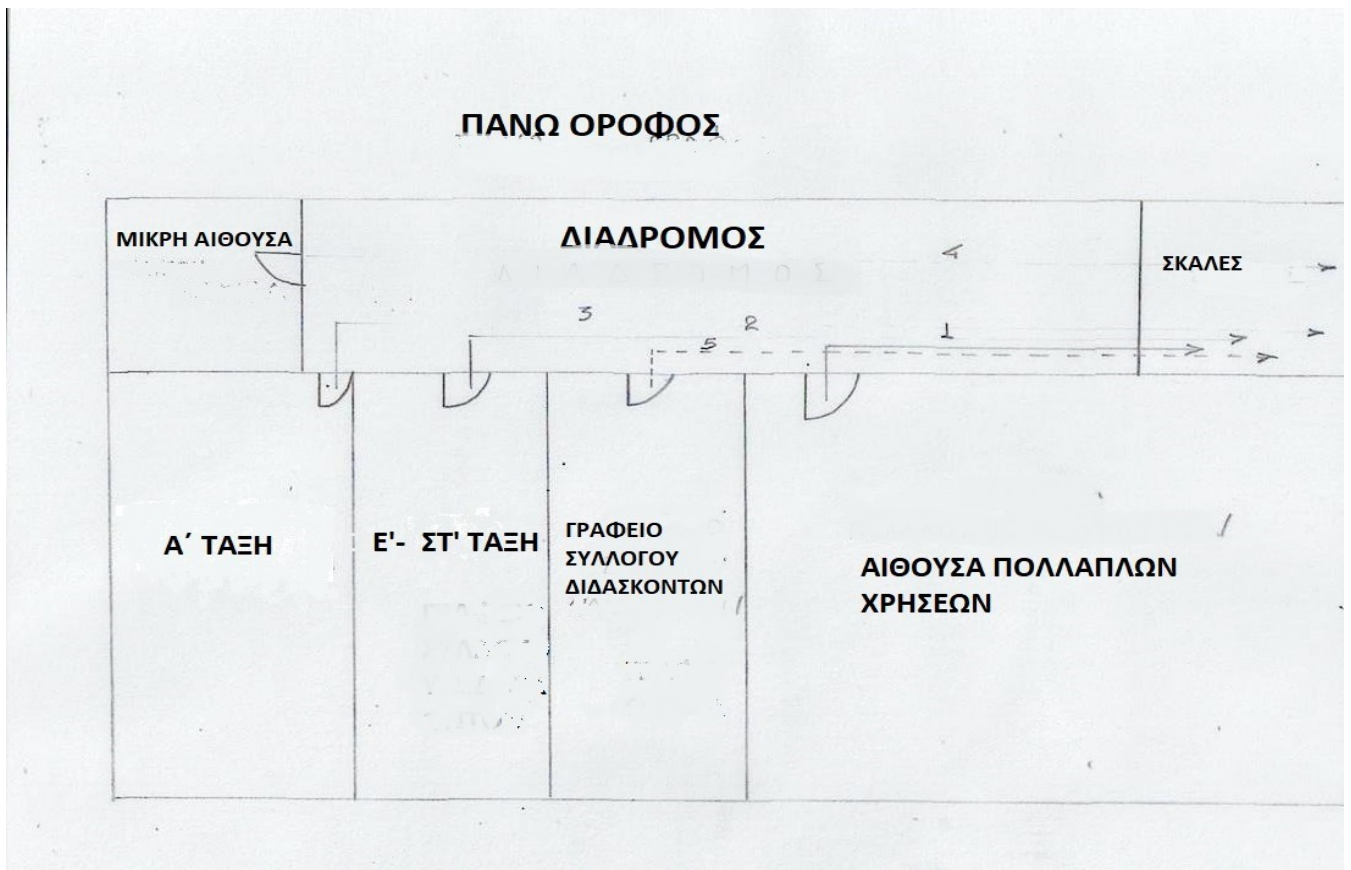 ΠΑΝΩ ΟΡΟΦΟΣ
ΜΙΚΡΗ ΑΙΘΟΥΣΑ
ΔΙΑΔΡΟΜΟΣ
ΣΚΑΛΕΣ
4
3
2
1
5
Α΄ ΤΑΞΗ
Ε'- ΣΤ' ΤΑΞΗ
ΓΡΑΦΕΙΟ
ΣΥΛΛΟΓΟΥ
ΔΙΔΑΣΚΟΝΤΩΝ
ΑΙΘΟΥΣΑ ΠΟΛΛΑΠΛΩΝ
ΧΡΗΣΕΩΝ